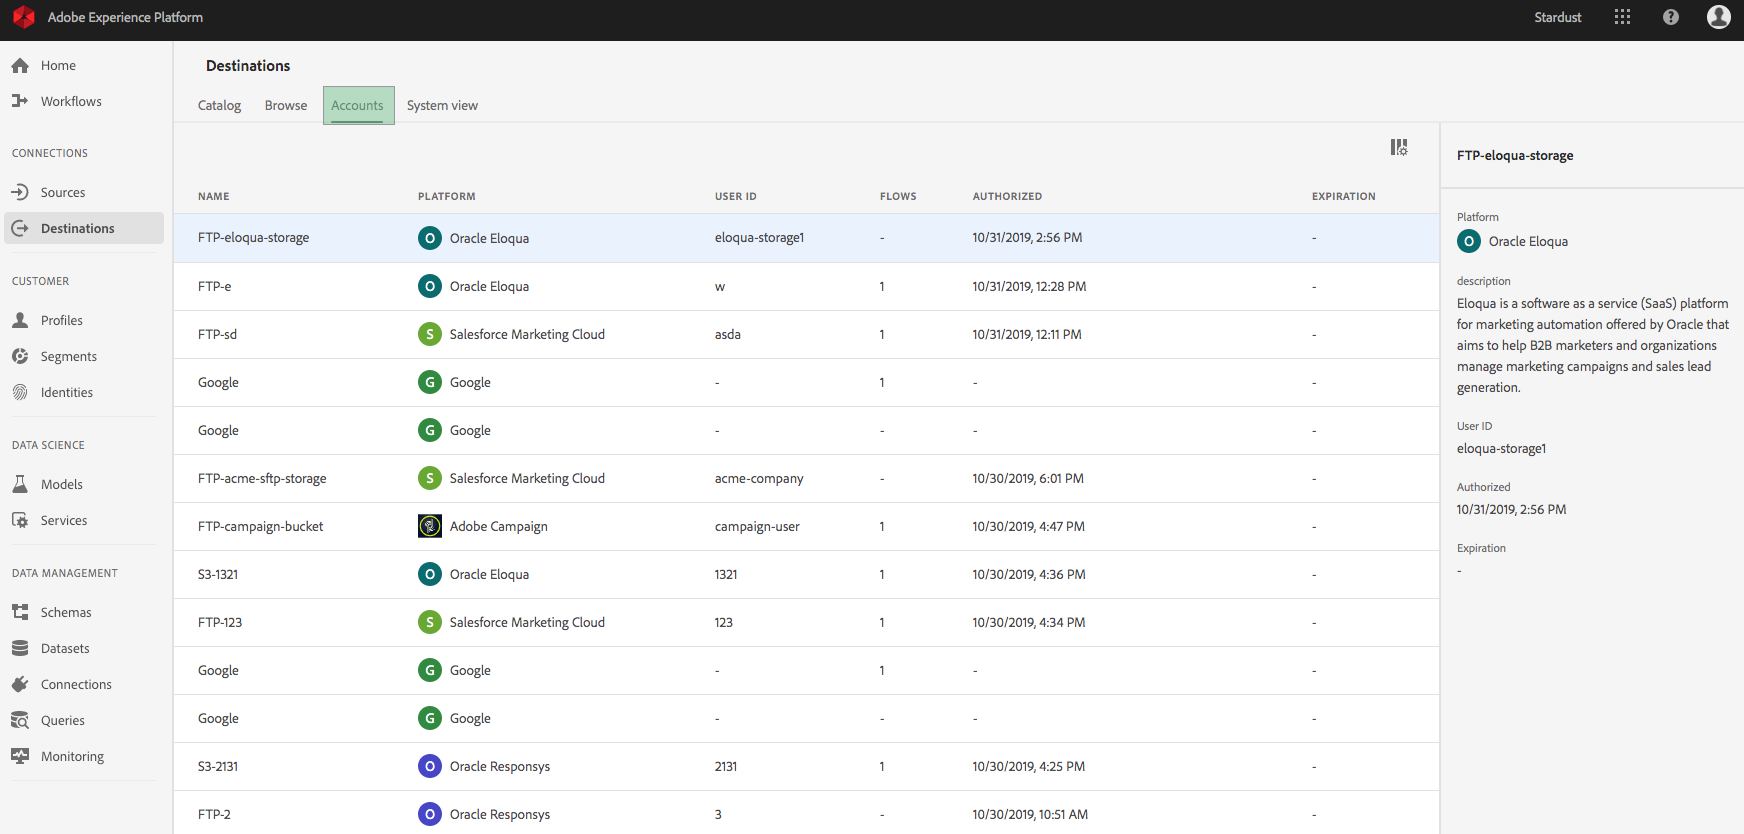 Adobe Experience Platform
Stardust
Home
Workflows
CONNECTIONS
Sources
Destinations
CUSTOMER
Profiles
Segments
Identities
DATA SCIENCE
Models
Services
DATA MANAGEMENT
Schemas
Datasets
Connections
Queries
Monitoring
Destinations
Catalog Browse Accounts System view
NAME PLATFORM USER ID FLOWS AUTHORIZED EXPIRATION
FTP-eloqua-storage O Oracle Eloqua eloqua-storage1 - 10/31/2019, 2:56 PM -
FTP-e O Oracle Eloqua w 1 10/31/2019, 12:28 PM -
FTP-sd S Salesforce Marketing Cloud asda 1 10/31/2019, 12:11 PM -
Google G Google - 1 - -
Google G Google - - - -
FTP-acme-sftp-storage S Salesforce Marketing Cloud acme-company - 10/30/2019, 6:01 PM -
FTP-campaign-bucket Adobe Campaign campaign-user 1 10/30/2019, 4:47 PM -
S3-1321 O Oracle Eloqua 1321 1 10/30/2019, 4:36 PM -
FTP-123 S Salesforce Marketing Cloud 123 1 10/30/2019, 4:34 PM -
Google G Google - 1 - -
Google G Google - - - -
S3-2131 O Oracle Responsys 2131 1 10/30/2019, 4:25 PM -
FTP-2 O Oracle Responsys 3 - 10/30/2019, 10:51 AM -
FTP-eloqua-storage
Platform
O Oracle Eloqua
description
Eloqua is a software as a service (SaaS) platform
for marketing automation offered by Oracle that
aims to help B2B marketers and organizations
manage marketing campaigns and sales lead
generation.
User ID
eloqua-storage1
Authorized
10/31/2019, 2:56 PM
Expiration
-